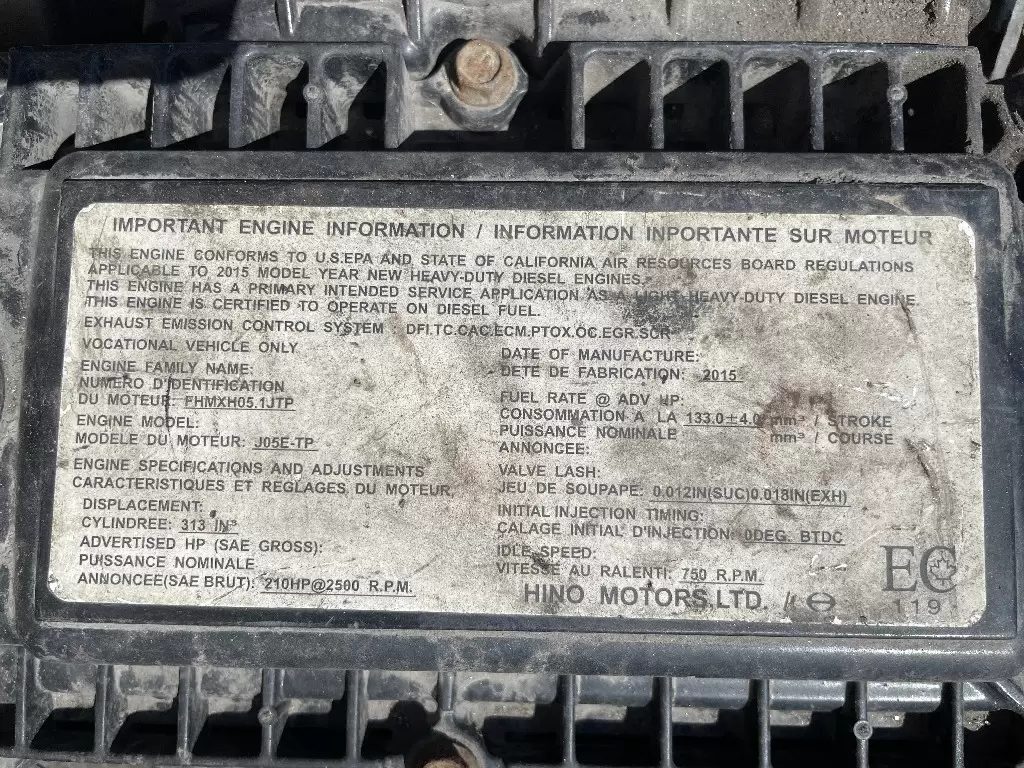 IMPORTANT ENGINE INFORMATION / INFORMATION INPORTANTE SUR MOTEUR
THIS ENGINE CONFORMS TO U.S.EPA AND STATE OF CALIFORNIA AIR RESOURCES BOARD REGULATIONS
APPLICABLE TO 2015 MODEL YEAR NEW HEAVY-DUTY DIESEL ENGINES.
THIS ENGINE HAS A PRIMARY INTENDED SERVICE APPLICATION AS A LIGHT HEAVY-DUTY DIESEL ENGINE.
THIS ENGINE IS CERTIFIED TO OPERATE ON DIESEL FUEL.
EXHAUST EMISSION CONTROL SYSTEM DFI.TC.CAC.ECM.PTOX.OC.EGR.SCR
VOCATIONAL VEHICLE ONLY
ENGINE FAMILY NAME:
NUMERO D'IDENTIFICATION
DU MOTEUR: FHMXH05.1JTP
ENGINE MODEL:
MODELE DU MOTEUR: J05E-TP
ENGINE SPECIFICATIONS AND ADJUSTMENTS
CARACTERISTIQUES ET REGLAGES DU MOTEUR,
DISPLACEMENT:
CYLINDREE: 313 IN³
ADVERTISED HP (SAE GROSS):
PUISSANCE NOMINALE
ANNONCEE(SAE BRUT): 210HP@2500 R.P.M.
DATE OF MANUFACTURE:
DETE DE FABRICATION: 2015
FUEL RATE @ ADV HP:
CONSOMMATION A LA 133.0±4.0 mm³ / STROKE
PUISSANCE NOMINALE mm³ / COURSE
ANNONCEE:
VALVE LASH:
JEU DE SOUPAPE: 0.012IN(SUC)0.018IN(EXH)
INITIAL INJECTION TIMING:
CALAGE INITIAL D'INJECTION: 0DEG. BTDC
IDLE SPEED:
VITESSE AU RALENTI: 750 R.P.M.
HINO MOTORS,LTD.
EC
119